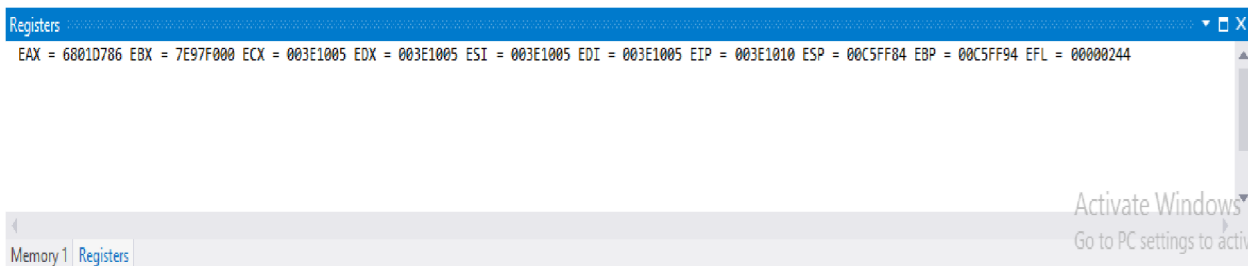 Registers
EAX = 6801D786 EBX = 7E97F000 ECX = 003E1005 EDX = 003E1005 ESI = 003E1005 EDI = 003E1005 EIP = 003E1010 ESP = 00C5FF84 EBP = 00C5FF94 EFL = 00000244
Activate Windows
Go to PC settings to activ
Memory 1 Registers